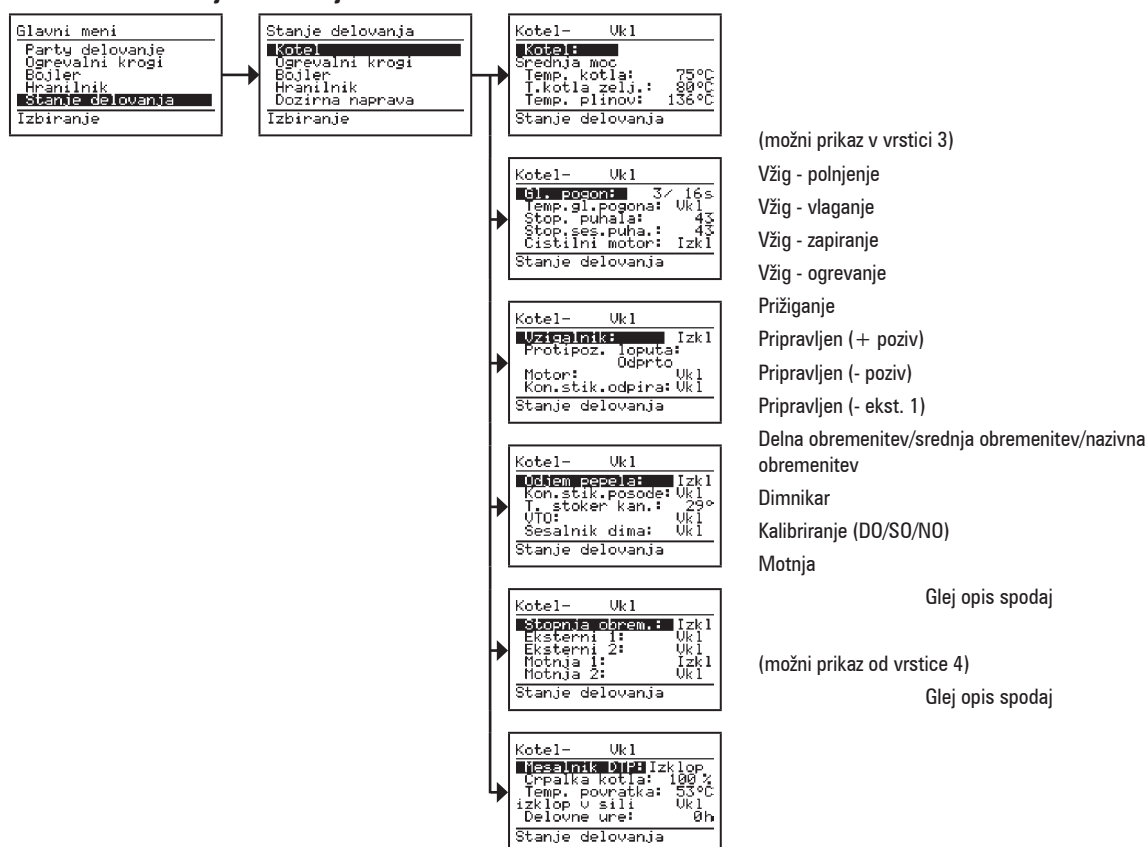 Glavni meni
Party delovanje
Ogrevalni krogi
Bojler
Hranilnik
Stanje delovanja
Izbiranje
Stanje delovanja
Kotel
Ogrevalni krogi
Bojler
Hranilnik
Dozirna naprava
Izbiranje
Kotel- Vkl
Kotel:
Srednja moc
Temp. kotla: 75°C
T.kotla zelj.: 80°C
Temp. plinov: 136°C
Stanje delovanja
Kotel- Vkl
Gl. pogon: 3/ 16s
Temp.gl.pogona: Vkl
Stop. puhala: 43
Stop.ses.puha.: 43
Cistilni motor: Izkl
Stanje delovanja
Kotel- Vkl
Vzigalnik: Izkl
Protipoz. loputa:
Odprto
Motor: Vkl
Kon.stik.odpira: Vkl
Stanje delovanja
Kotel- Vkl
Odjem pepela: Izkl
Kon.stik.posode: Vkl
T. stoker kan.: 29°
VTO: Vkl
Sesalnik dima: Vkl
Stanje delovanja
Kotel- Vkl
Stopnja obrem.: Izkl
Eksterni 1: Vkl
Eksterni 2: Vkl
Motnja 1: Izkl
Motnja 2: Vkl
Stanje delovanja
Kotel- Vkl
Mesalnik DTP: Izklop
Crpalka kotla: 100 %
Temp. povratka: 53°C
izklop v sili Vkl
Delovne ure: 0h
Stanje delovanja
(možni prikaz v vrstici 3)
Vžig - polnjenje
Vžig - vlaganje
Vžig - zapiranje
Vžig - ogrevanje
Prižiganje
Pripravljen (+ poziv)
Pripravljen (- poziv)
Pripravljen (- ekst. 1)
Delna obremenitev/srednja obremenitev/nazivna
obremenitev
Dimnikar
Kalibriranje (DO/SO/NO)
Motnja
Glej opis spodaj
(možni prikaz od vrstice 4)
Glej opis spodaj